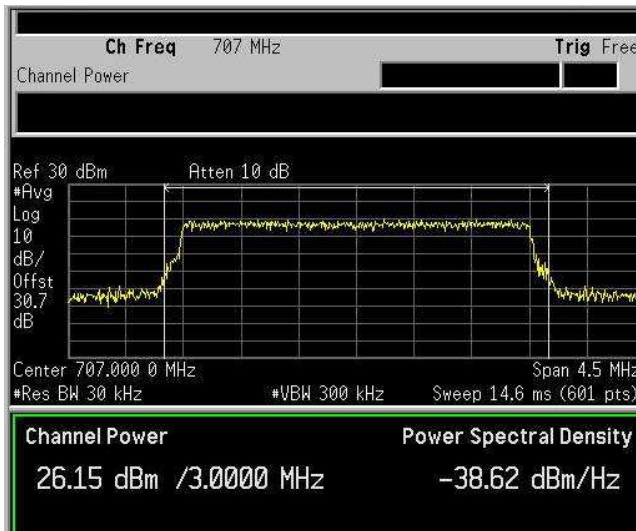 Ch Freq 707 MHz Trig Free
Channel Power
Ref 30 dBm Atten 10 dB
#Avg
Log
10
dB/
Offst
30.7
dB
Center 707.000 0 MHz Span 4.5 MHz
#Res BW 30 kHz #VBW 300 kHz Sweep 14.6 ms (601 pts)
Channel Power Power Spectral Density
26.15 dBm /3.0000 MHz -38.62 dBm/Hz